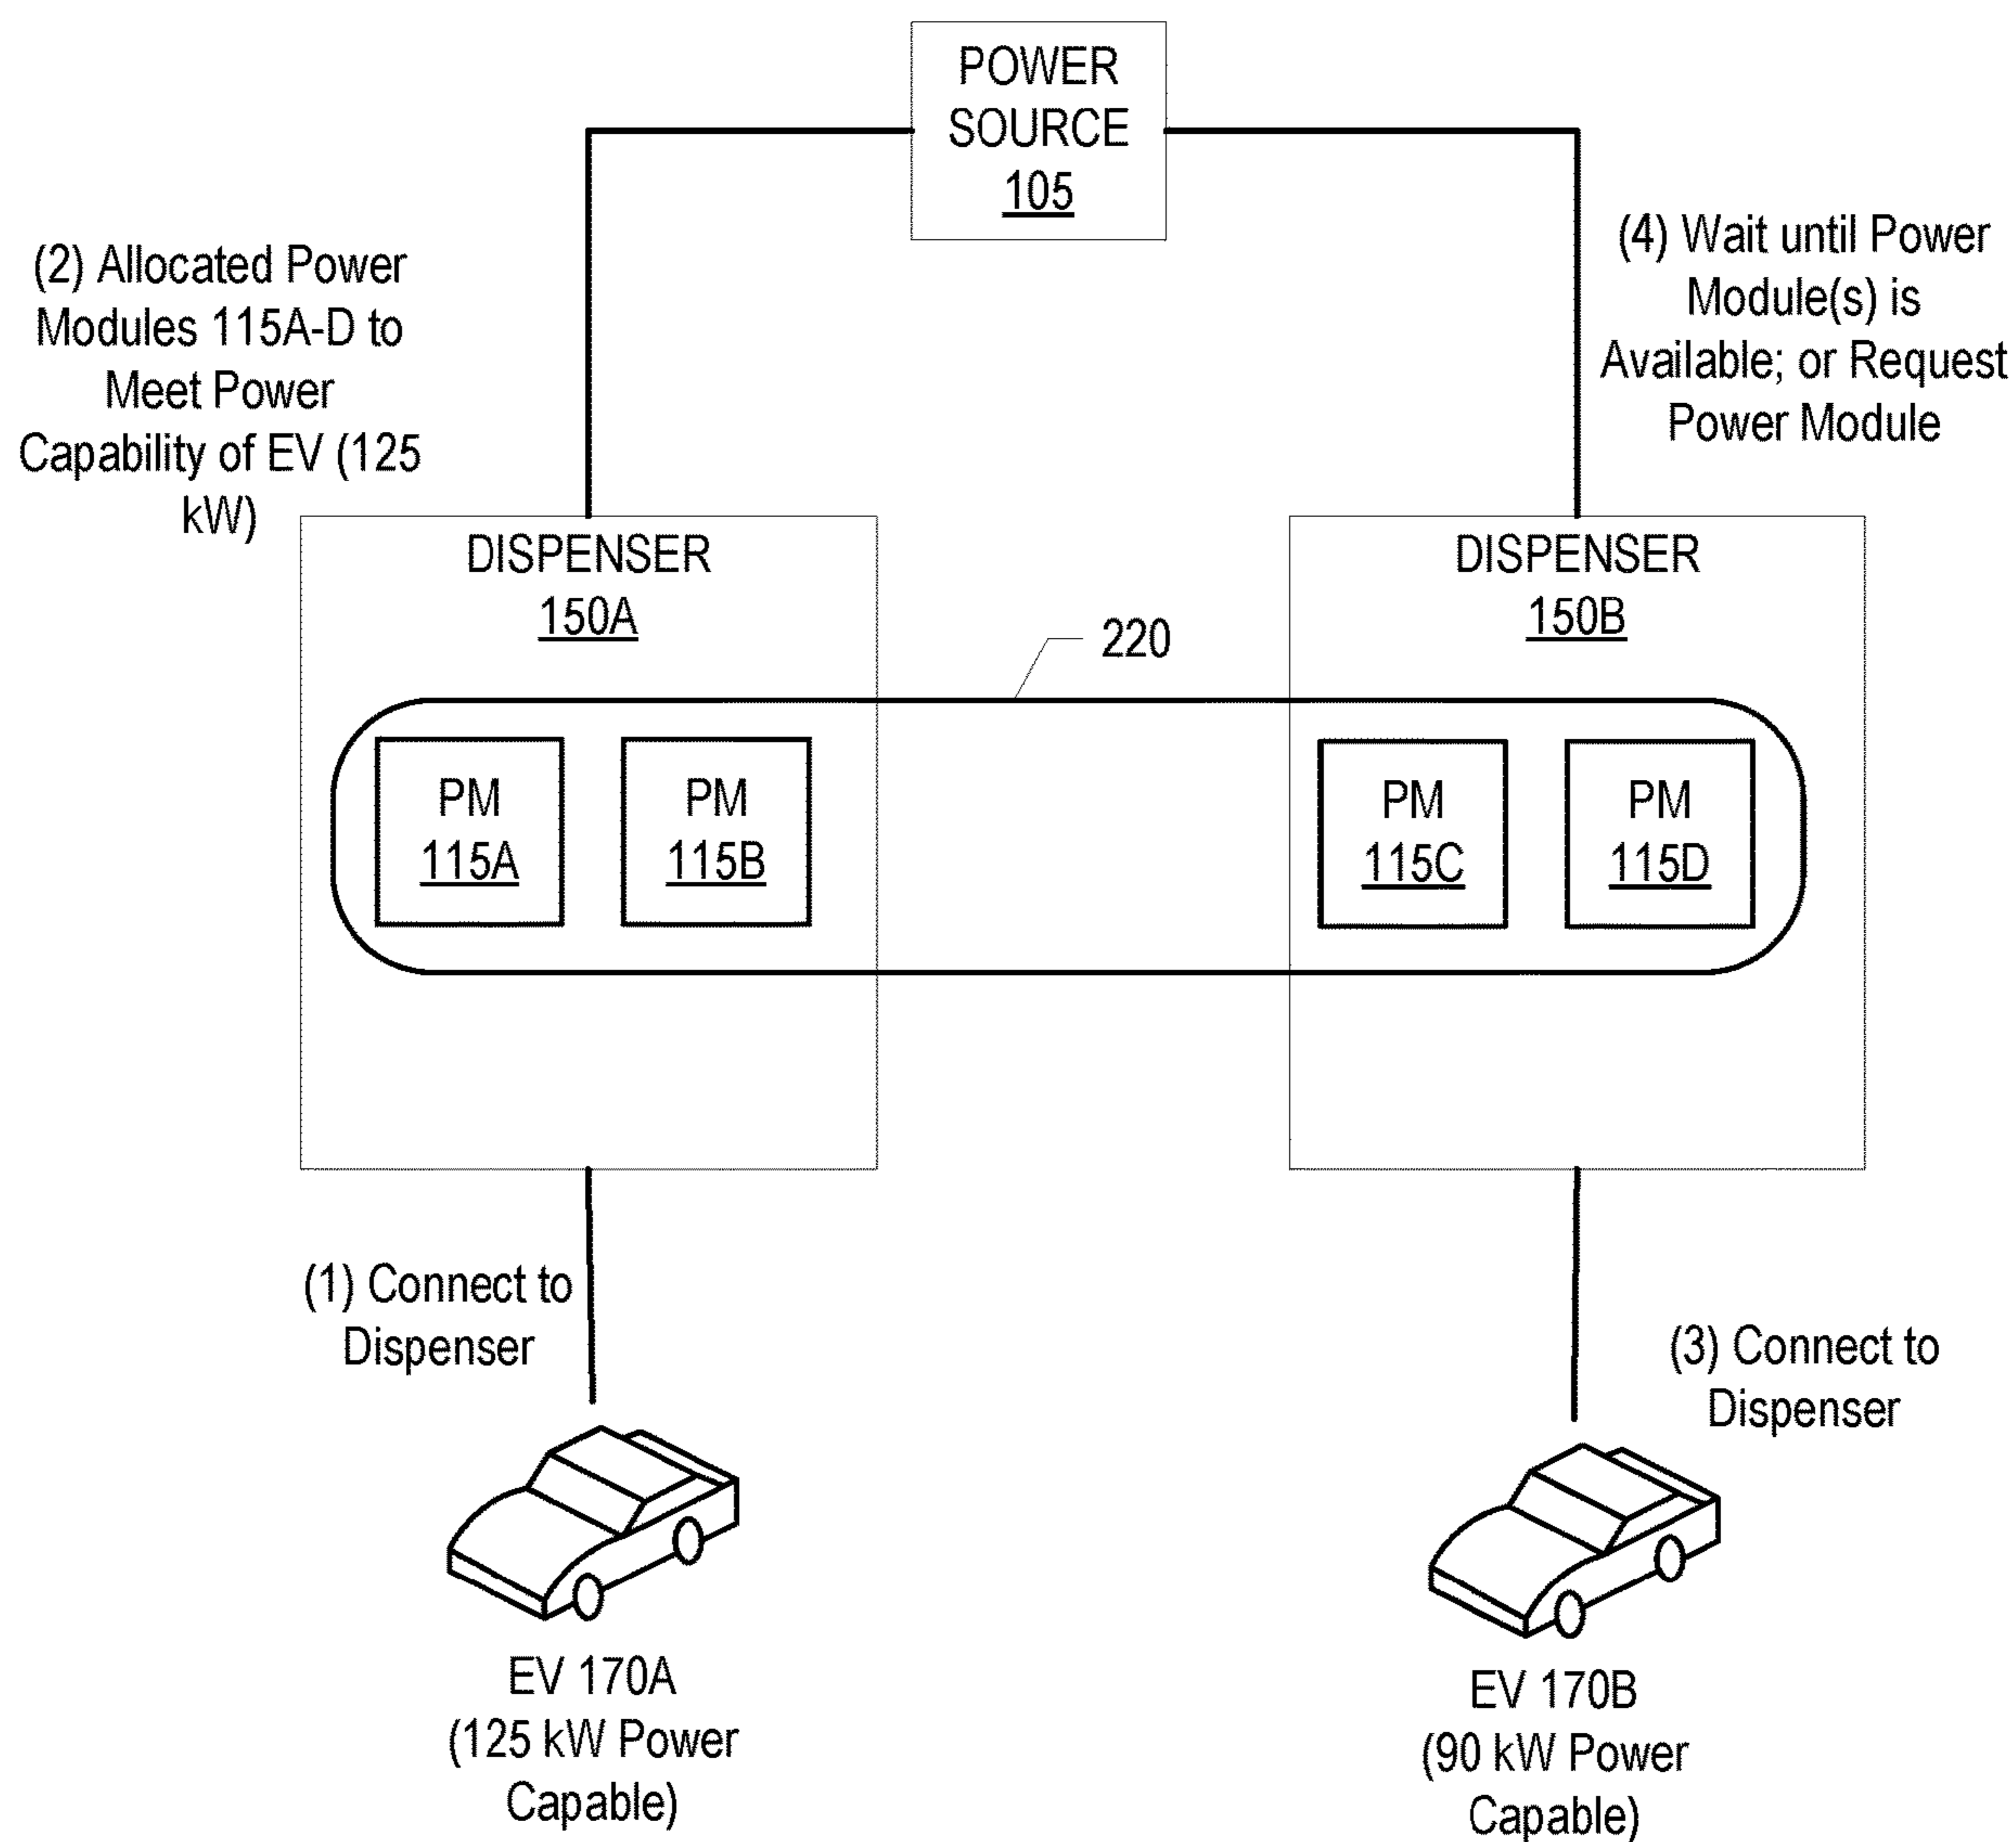 POWER
SOURCE
105
(2) Allocated Power
Modules 115A-D to
Meet Power
Capability of EV (125
kW)
(4) Wait until Power
Module(s) is
Available; or Request
Power Module
DISPENSER
150A
DISPENSER
150B
220
PM
115A
PM
115B
PM
115C
PM
115D
(1) Connect to
Dispenser
(3) Connect to
Dispenser
EV 170A
(125 kW Power
Capable)
EV 170B
(90 kW Power
Capable)